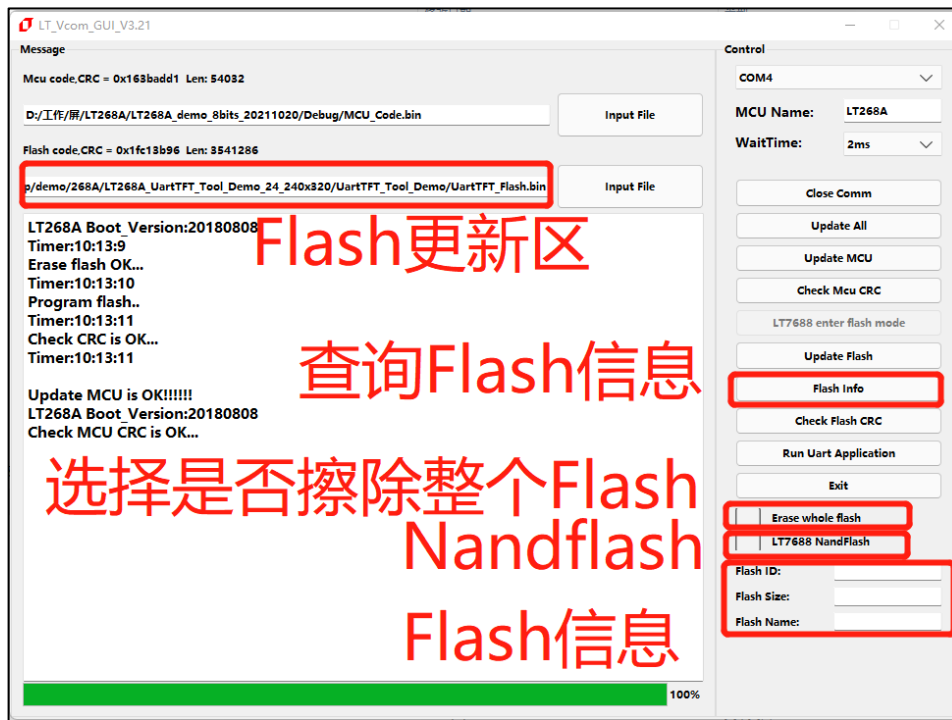 LT_Vcom_GUI_V3.21
Message
Mcu code,CRC = 0x163badd1 Len: 54032
D:/工作/屏/LT268A/LT268A_demo_8bits_20211020/Debug/MCU_Code.bin
Input File
Flash code,CRC = 0x1fc13b96 Len: 3541286
p/demo/268A/LT268A_UartTFT_Tool_Demo_24_240x320/UartTFT_Tool_Demo/UartTFT_Flash.bin
Input File
LT268A Boot_Version:20180808
Timer:10:13:9
Erase flash OK...
Timer:10:13:10
Program flash..
Timer:10:13:11
Check CRC is OK...
Timer:10:13:11
Update MCU is OK!!!!!!
LT268A Boot_Version:20180808
Check MCU CRC is OK...
Flash更新区
查询Flash信息
选择是否擦除整个Flash
Nandflash
Flash信息
100%
Control
COM4
MCU Name:
LT268A
WaitTime:
2ms
Close Comm
Update All
Update MCU
Check Mcu CRC
LT7688 enter flash mode
Update Flash
Flash Info
Check Flash CRC
Run Uart Application
Exit
Erase whole flash
LT7688 NandFlash
Flash ID:
Flash Size:
Flash Name: